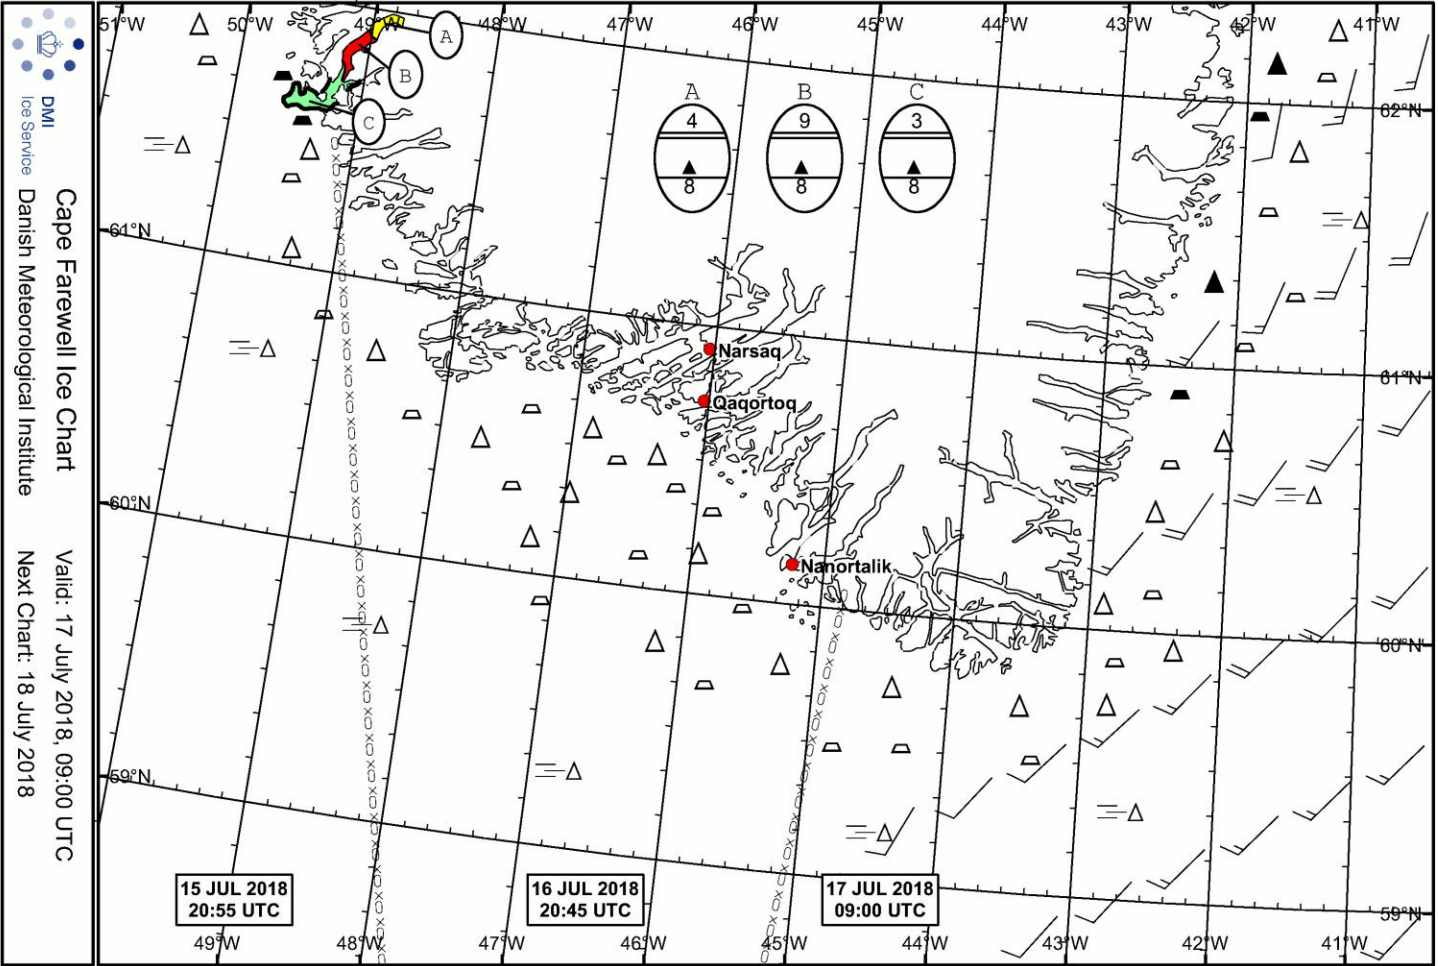 DMI
Ice Service
Cape Farewell Ice Chart
Danish Meteorological Institute
Valid: 17 July 2018, 09:00 UTC
Next Chart: 18 July 2018
51°W
50°W
49°W
48°W
47°W
46°W
45°W
44°W
43°W
42°W
41°W
A
B
C
A
B
C
4
9
3
8
8
8
62°N
61°N
61°N
60°N
60°N
59°N
59°N
Narsaq
Qaqortoq
Nanortalik
15 JUL 2018
20:55 UTC
16 JUL 2018
20:45 UTC
17 JUL 2018
09:00 UTC
49°W
48°W
47°W
46°W
45°W
44°W
43°W
42°W
41°W